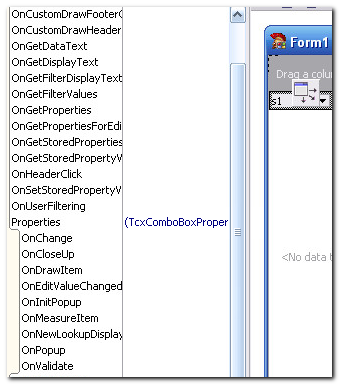 OnCustomDrawFooterC
OnCustomDrawHeader
OnGetDataText
OnGetDisplayText
OnGetFilterDisplayText
OnGetFilterValues
OnGetProperties
OnGetPropertiesForEdi
OnGetStoredProperties
OnGetStoredPropertyV
OnHeaderClick
OnSetStoredPropertyV
OnUserFiltering
Properties (TcxComboBoxProper
OnChange
OnCloseUp
OnDrawItem
OnEditValueChanged
OnInitPopup
OnMeasureItem
OnNewLookupDisplay
OnPopup
OnValidate
Form1
Drag a colum
s1
<No data t